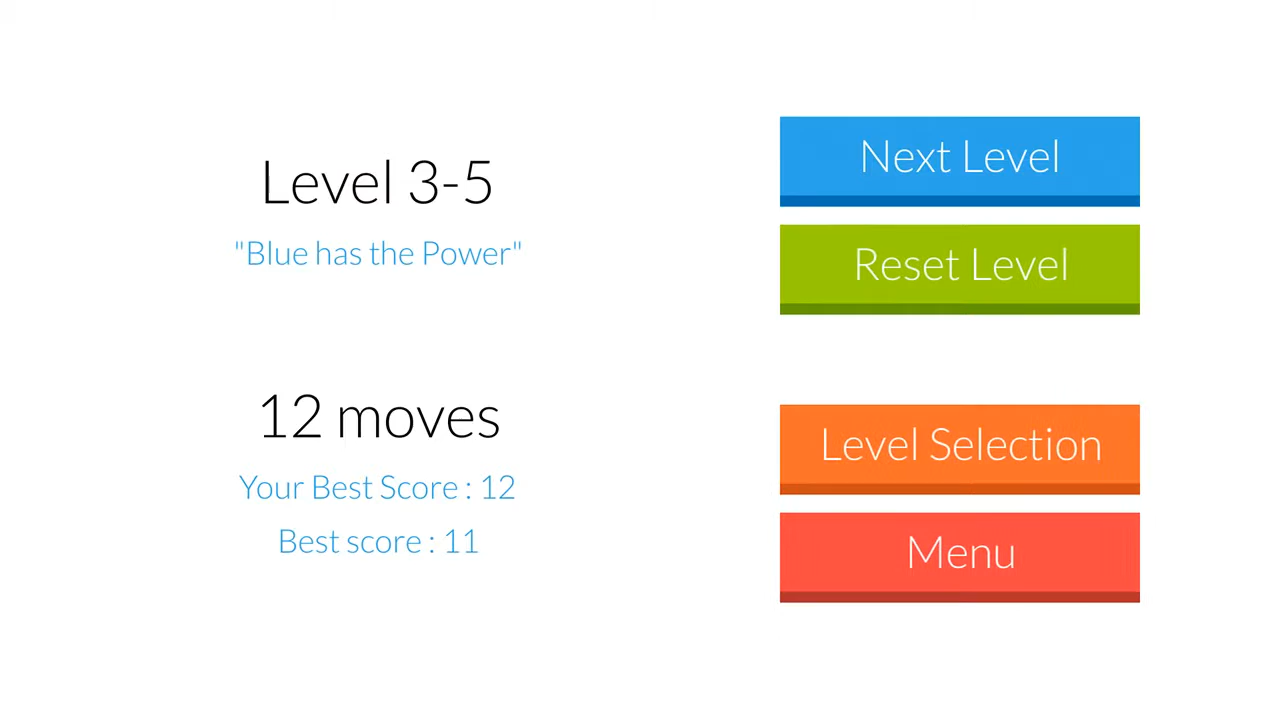 Level 3-5
"Blue has the Power"
12 moves
Your Best Score : 12
Best score : 11
Next Level
Reset Level
Level Selection
Menu